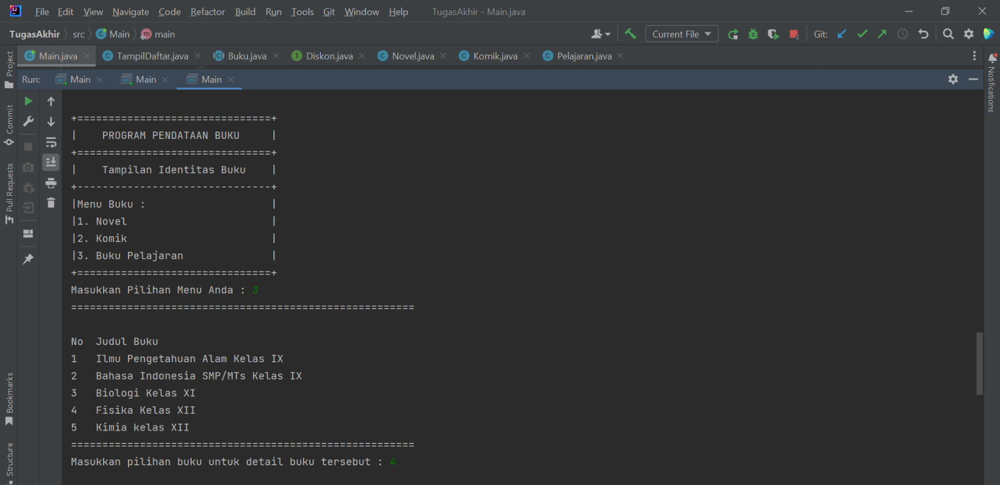 File Edit View Navigate Code Refactor Build Run Tools Git Window Help TugasAkhir - Main.java
TugasAkhir src Main main Current File Git:
Main.java TampilDaftar.java Buku.java Diskon.java Novel.java Komik.java Pelajaran.java
Run: Main Main Main
Project
Commit
Pull Requests
Bookmarks
Structure
Notifications
+===============================+
|    PROGRAM PENDATAAN BUKU     |
+===============================+
|    Tampilan Identitas Buku    |
+-------------------------------+
|Menu Buku :                    |
|1. Novel                       |
|2. Komik                       |
|3. Buku Pelajaran              |
+===============================+
Masukkan Pilihan Menu Anda : 3
=======================================================
No  Judul Buku
1   Ilmu Pengetahuan Alam Kelas IX
2   Bahasa Indonesia SMP/MTs Kelas IX
3   Biologi Kelas XI
4   Fisika Kelas XII
5   Kimia kelas XII
=======================================================
Masukkan pilihan buku untuk detail buku tersebut : 4